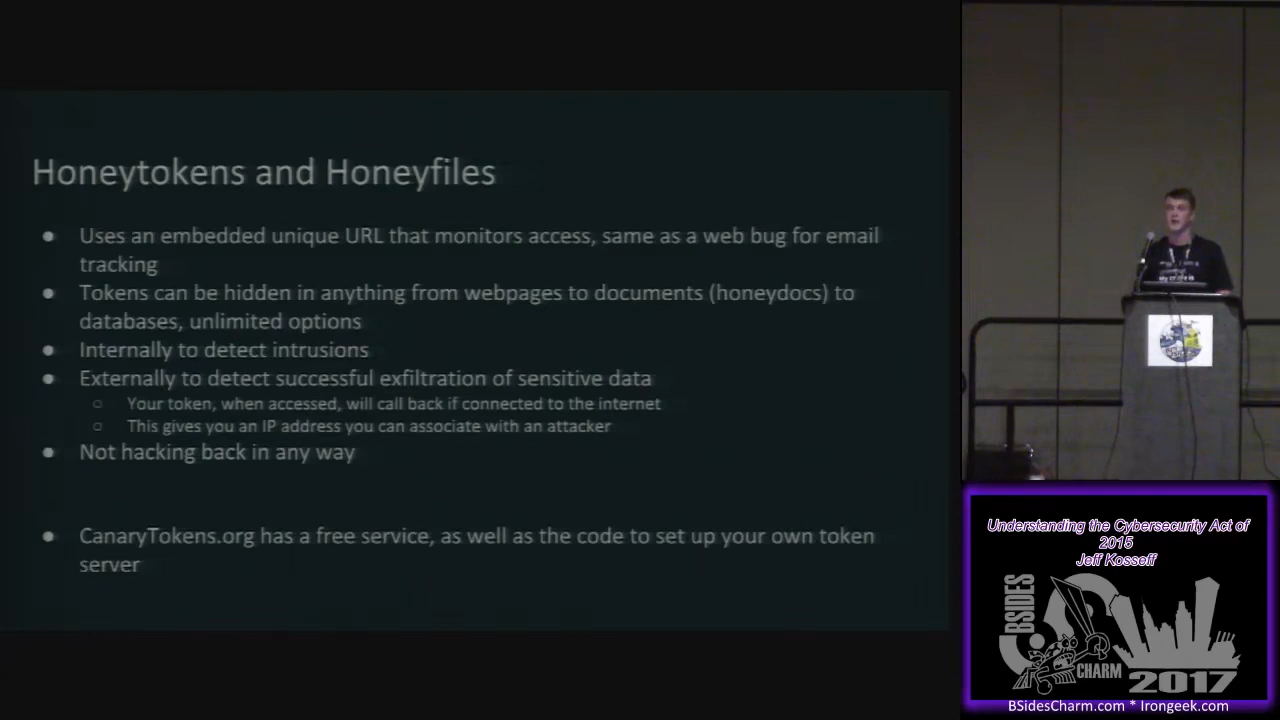 Honeytokens and Honeyfiles
● Uses an embedded unique URL that monitors access, same as a web bug for email
tracking
● Tokens can be hidden in anything from webpages to documents (honeydocs) to
databases, unlimited options
● Internally to detect intrusions
● Externally to detect successful exfiltration of sensitive data
○ Your token, when accessed, will call back if connected to the internet
○ This gives you an IP address you can associate with an attacker
● Not hacking back in any way
● CanaryTokens.org has a free service, as well as the code to set up your own token
server
Understanding the Cybersecurity Act of
2015
Jeff Kosseff
BSIDES
CHARM
2017
BSidesCharm.com * Irongeek.com